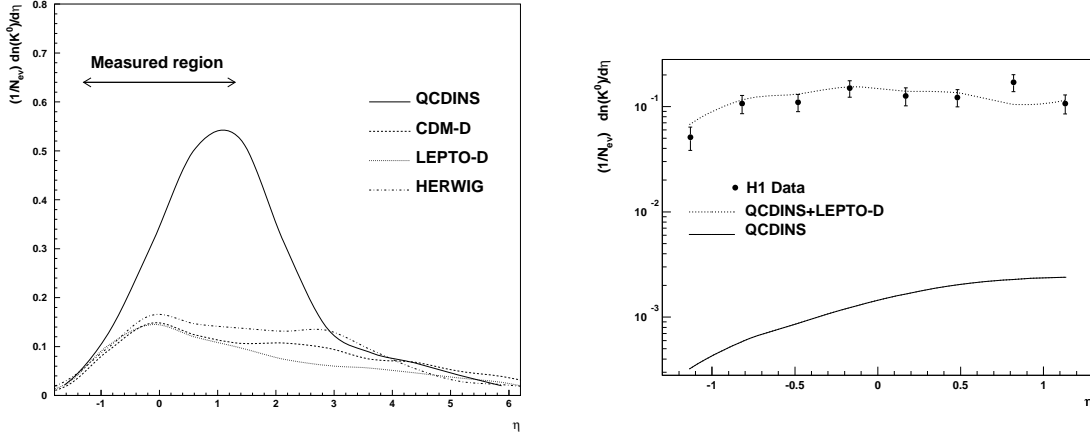 (1/N_ev) dn(K⁰)/dη
0.8
0.7
0.6
0.5
0.4
0.3
0.2
0.1
0
Measured region
QCDINS
CDM-D
LEPTO-D
HERWIG
-1 0 1 2 3 4 5 6
η
(1/N_ev) dn(K⁰)/dη
10⁻¹
10⁻²
10⁻³
H1 Data
QCDINS+LEPTO-D
QCDINS
-1 -0.5 0 0.5 1
η